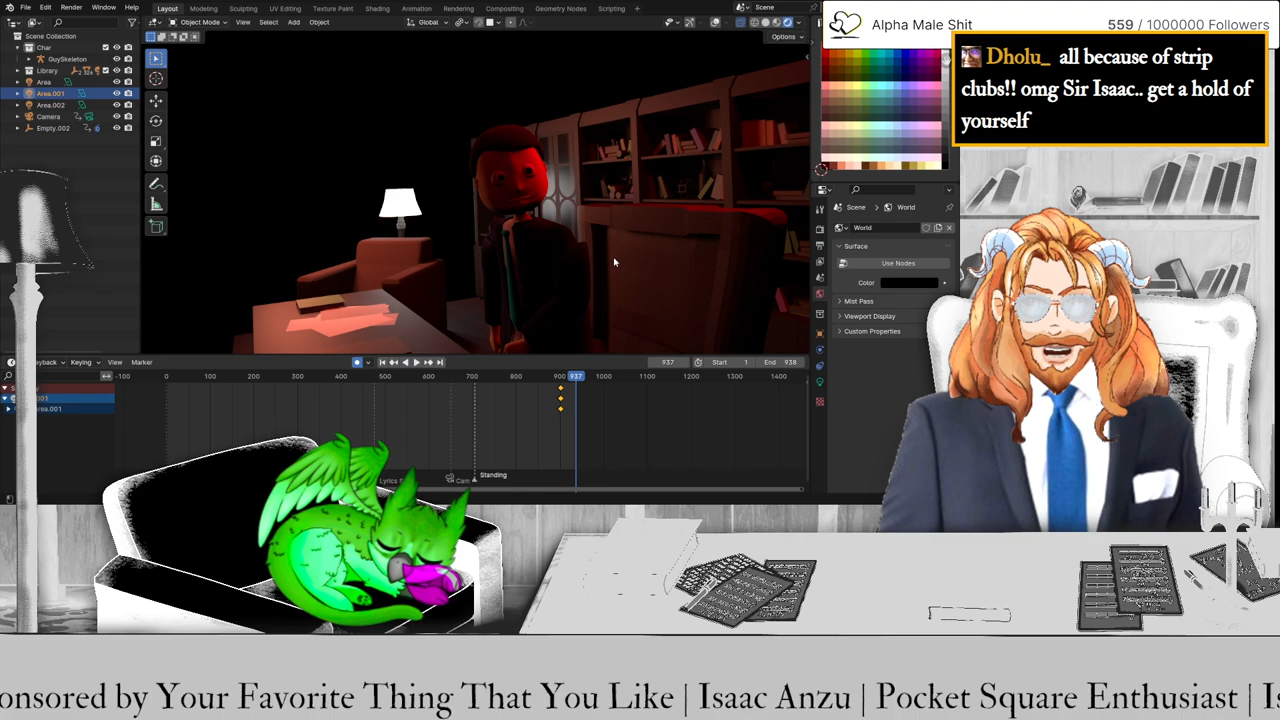 File Edit Render Window Help
Layout Modeling Sculpting UV Editing Texture Paint Shading Animation Rendering Compositing Geometry Nodes Scripting
Scene
Object Mode View Select Add Object Global
Options
Scene Collection
Char
GuySkeleton
Library
Area
Area.001
Area.002
Camera
Empty.002
Alpha Male Shit 559 / 1000000 Followers
Dholu_ all because of strip
clubs!! omg Sir Isaac.. get a hold of
yourself
Scene World
World
Surface
Use Nodes
Color
Mist Pass
Viewport Display
Custom Properties
Keying View Marker
937 Start 1 End 938
-100 0 100 200 300 400 500 600 700 800 900 937 1000 1100 1200 1300 1400
Lyrics Cam Standing
onsored by Your Favorite Thing That You Like | Isaac Anzu | Pocket Square Enthusiast | Is